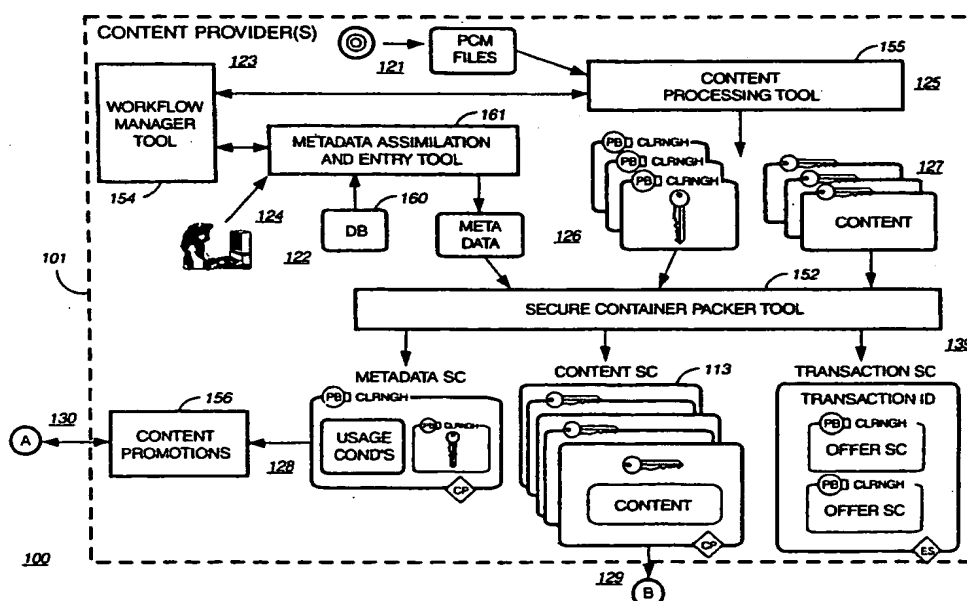 CONTENT PROVIDER(S)
123
121
PCM
FILES
155
CONTENT
PROCESSING TOOL
125
WORKFLOW
MANAGER
TOOL
154
161
METADATA ASSIMILATION
AND ENTRY TOOL
PB CLRNGH
PB CLRNGH
PB CLRNGH
126
127
CONTENT
124
122
DB
160
META
DATA
101
152
SECURE CONTAINER PACKER TOOL
139
METADATA SC
PB CLRNGH
USAGE
COND'S
PB CLRNGH
CP
CONTENT SC
113
CONTENT
CP
TRANSACTION SC
TRANSACTION ID
PB CLRNGH
OFFER SC
PB CLRNGH
OFFER SC
ES
A
130
156
CONTENT
PROMOTIONS
128
100
129
B